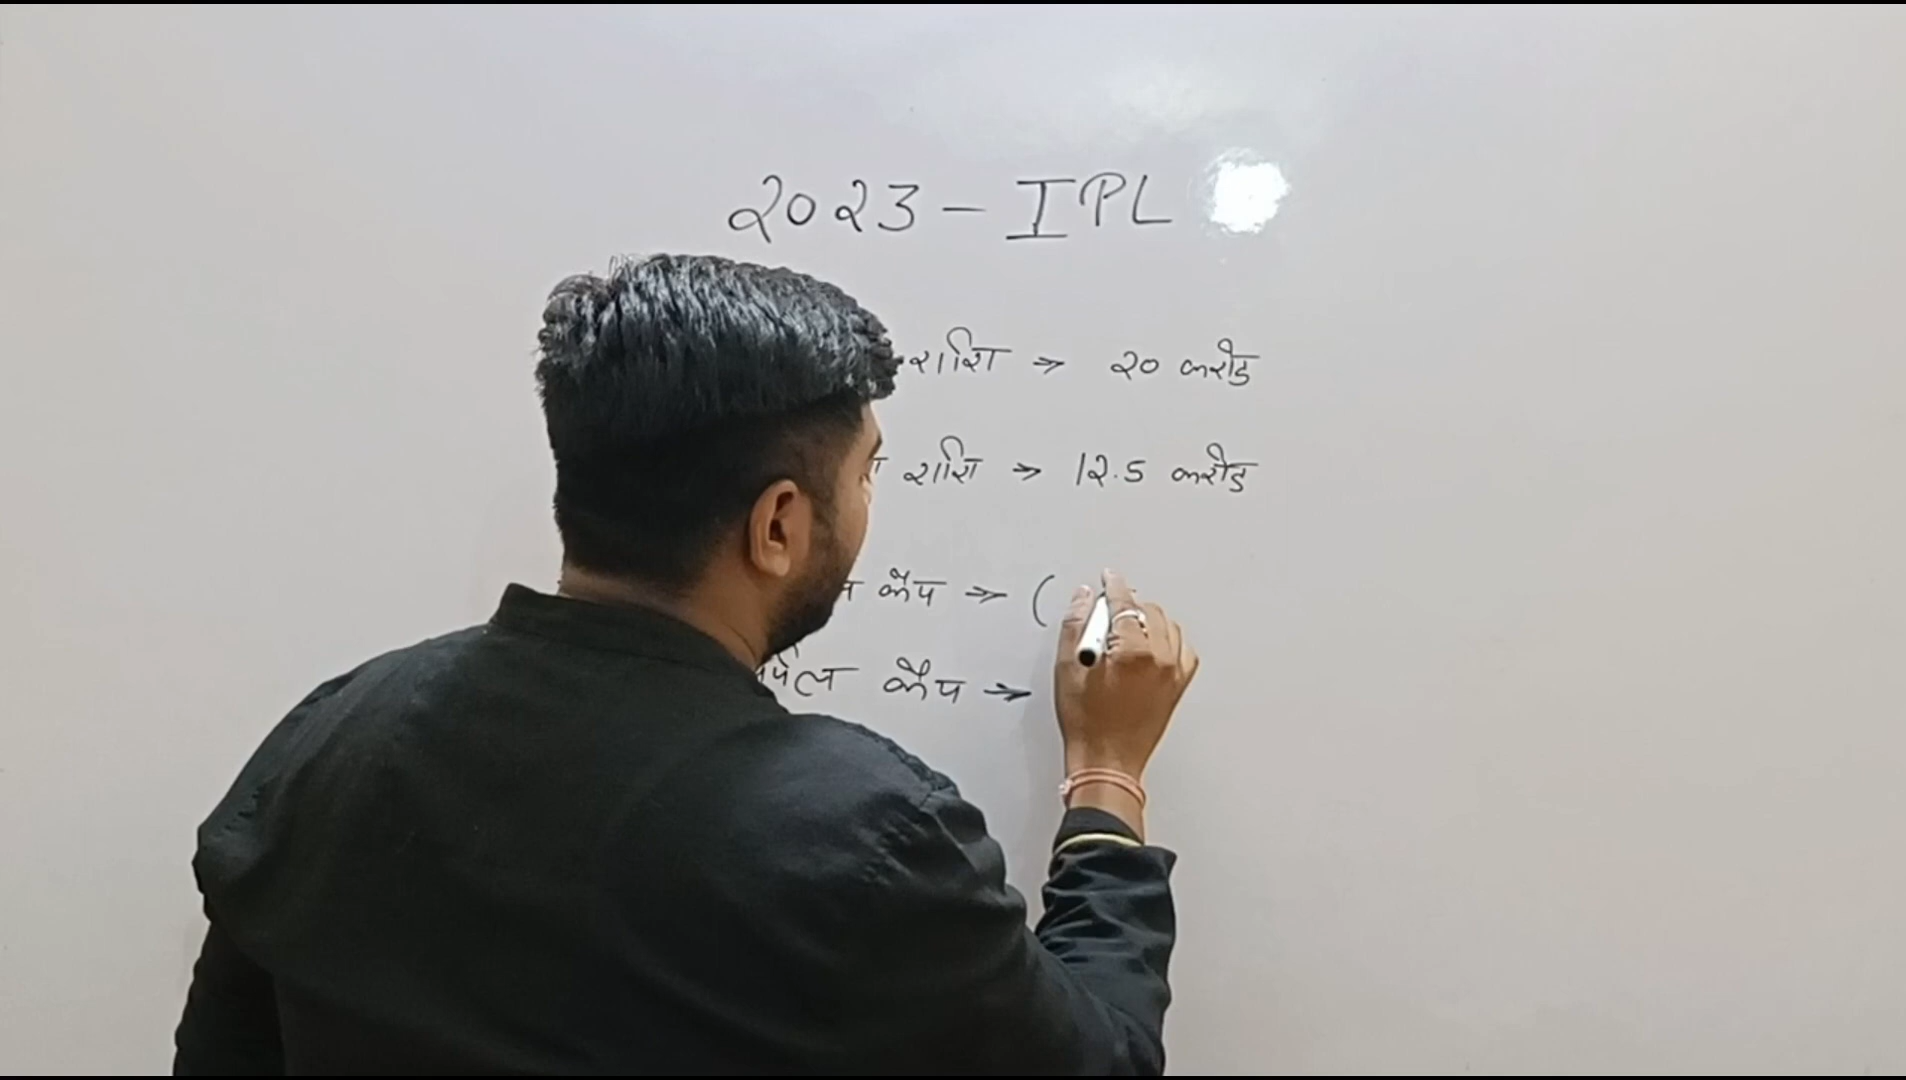 2023 - IPL
राशि → 20 करोड़
राशि → 12.5 करोड़
कैप → (
कैप →